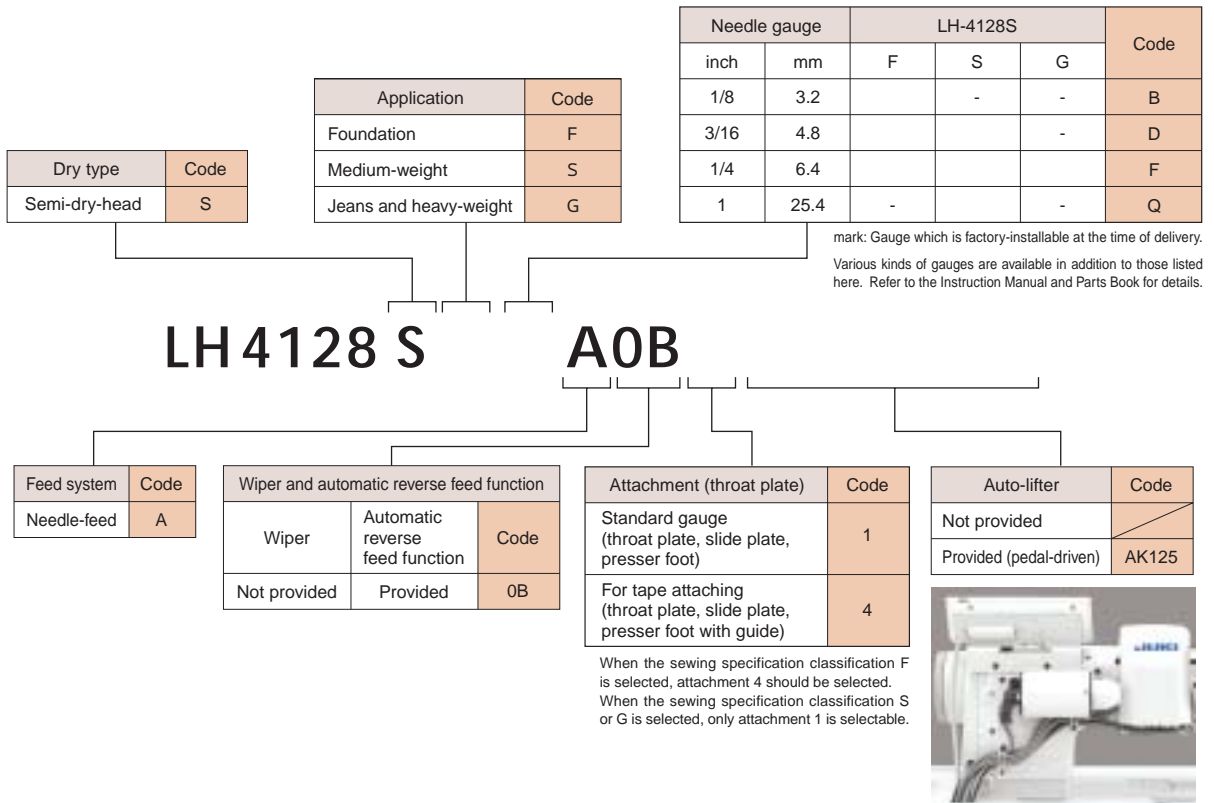 Needle gauge LH-4128S Code
inch mm F S G
1/8 3.2 - - B
3/16 4.8 - D
1/4 6.4 F
1 25.4 - - Q
mark: Gauge which is factory-installable at the time of delivery.
Various kinds of gauges are available in addition to those listed
here. Refer to the Instruction Manual and Parts Book for details.
Application Code
Foundation F
Medium-weight S
Jeans and heavy-weight G
Dry type Code
Semi-dry-head S
LH4128S A0B
Feed system Code
Needle-feed A
Wiper and automatic reverse feed function
Wiper
Automatic
reverse
feed function
Code
Not provided Provided 0B
Attachment (throat plate) Code
Standard gauge
(throat plate, slide plate,
presser foot)
1
For tape attaching
(throat plate, slide plate,
presser foot with guide)
4
When the sewing specification classification F
is selected, attachment 4 should be selected.
When the sewing specification classification S
or G is selected, only attachment 1 is selectable.
Auto-lifter Code
Not provided
Provided (pedal-driven) AK125
JUKI